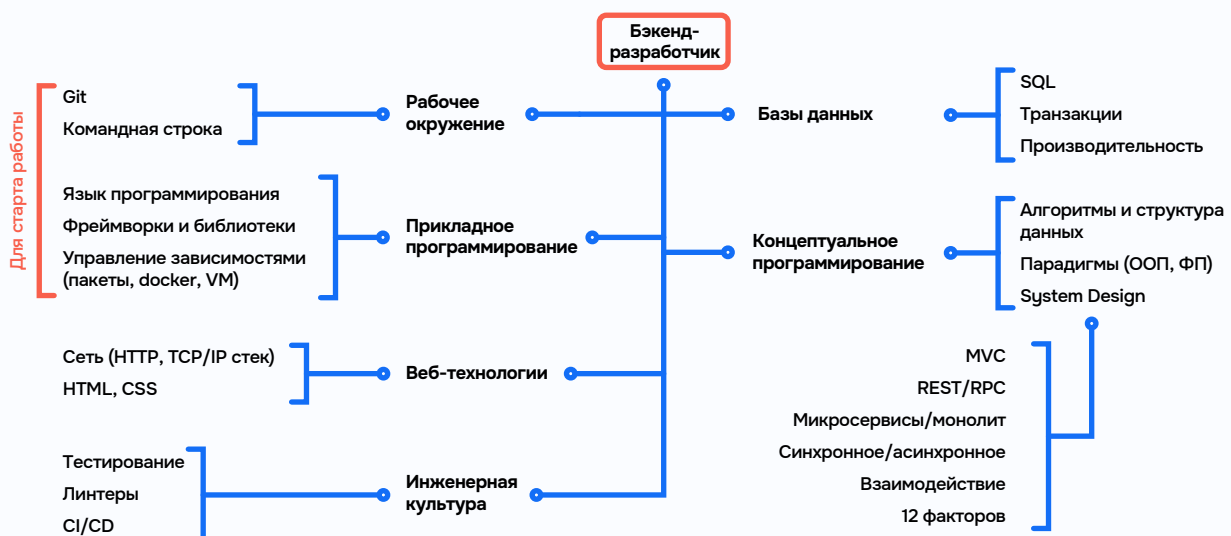 Бэкенд-
разработчик
Для старта работы
Git
Командная строка
Рабочее
окружение
Язык программирования
Фреймворки и библиотеки
Управление зависимостями
(пакеты, docker, VM)
Прикладное
программирование
Сеть (HTTP, TCP/IP стек)
HTML, CSS
Веб-технологии
Тестирование
Линтеры
CI/CD
Инженерная
культура
Базы данных
SQL
Транзакции
Производительность
Концептуальное
программирование
Алгоритмы и структура
данных
Парадигмы (ООП, ФП)
System Design
MVC
REST/RPC
Микросервисы/монолит
Синхронное/асинхронное
Взаимодействие
12 факторов